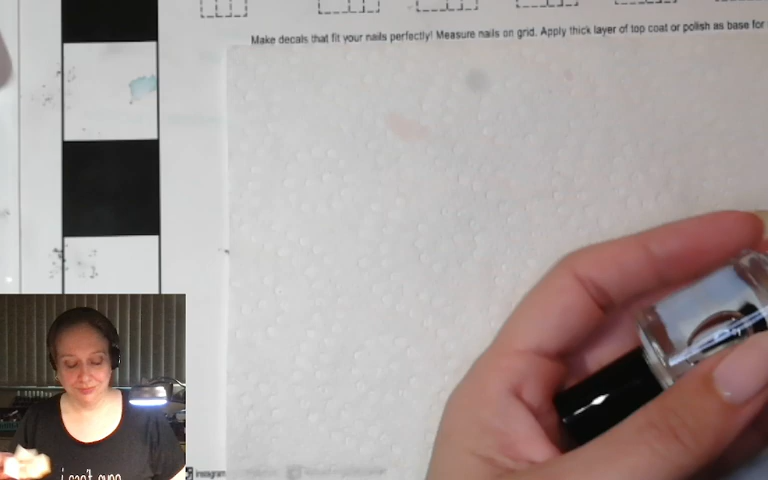 Make decals that fit your nails perfectly! Measure nails on grid. Apply thick layer of top coat or polish as base for
instagram
i can't